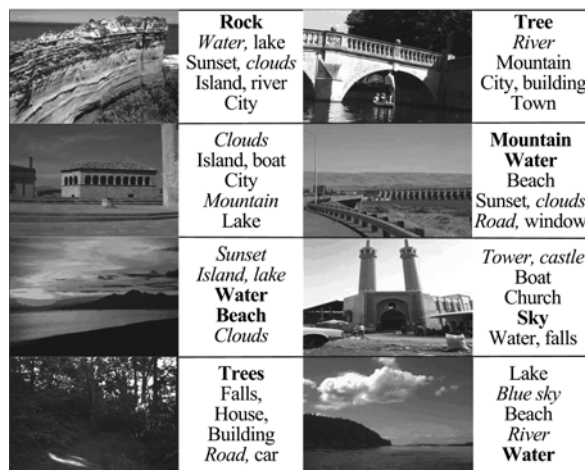 Rock
Water, lake
Sunset, clouds
Island, river
City
Tree
River
Mountain
City, building
Town
Clouds
Island, boat
City
Mountain
Lake
Mountain
Water
Beach
Sunset, clouds
Road, window
Sunset
Island, lake
Water
Beach
Clouds
Tower, castle
Boat
Church
Sky
Water, falls
Trees
Falls,
House,
Building
Road, car
Lake
Blue sky
Beach
River
Water